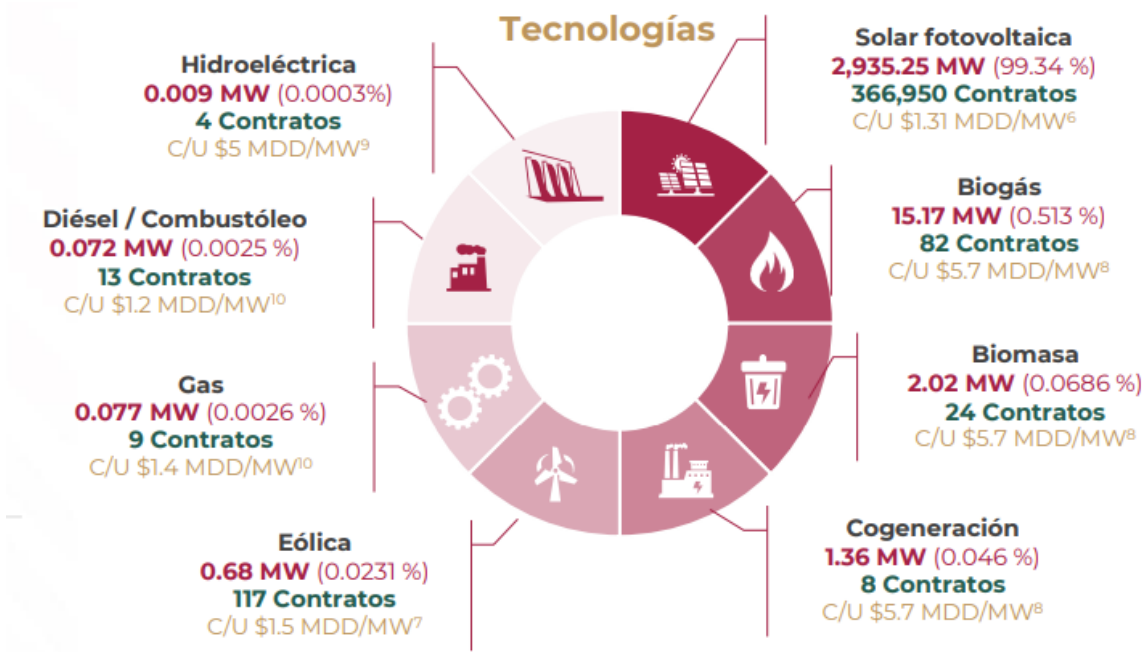 Tecnologías
Hidroeléctrica
0.009 MW (0.0003%)
4 Contratos
C/U $5 MDD/MW⁹
Solar fotovoltaica
2,935.25 MW (99.34 %)
366,950 Contratos
C/U $1.31 MDD/MW⁶
Diésel / Combustóleo
0.072 MW (0.0025 %)
13 Contratos
C/U $1.2 MDD/MW¹⁰
Biogás
15.17 MW (0.513 %)
82 Contratos
C/U $5.7 MDD/MW⁸
Gas
0.077 MW (0.0026 %)
9 Contratos
C/U $1.4 MDD/MW¹⁰
Biomasa
2.02 MW (0.0686 %)
24 Contratos
C/U $5.7 MDD/MW⁸
Eólica
0.68 MW (0.0231 %)
117 Contratos
C/U $1.5 MDD/MW⁷
Cogeneración
1.36 MW (0.046 %)
8 Contratos
C/U $5.7 MDD/MW⁸